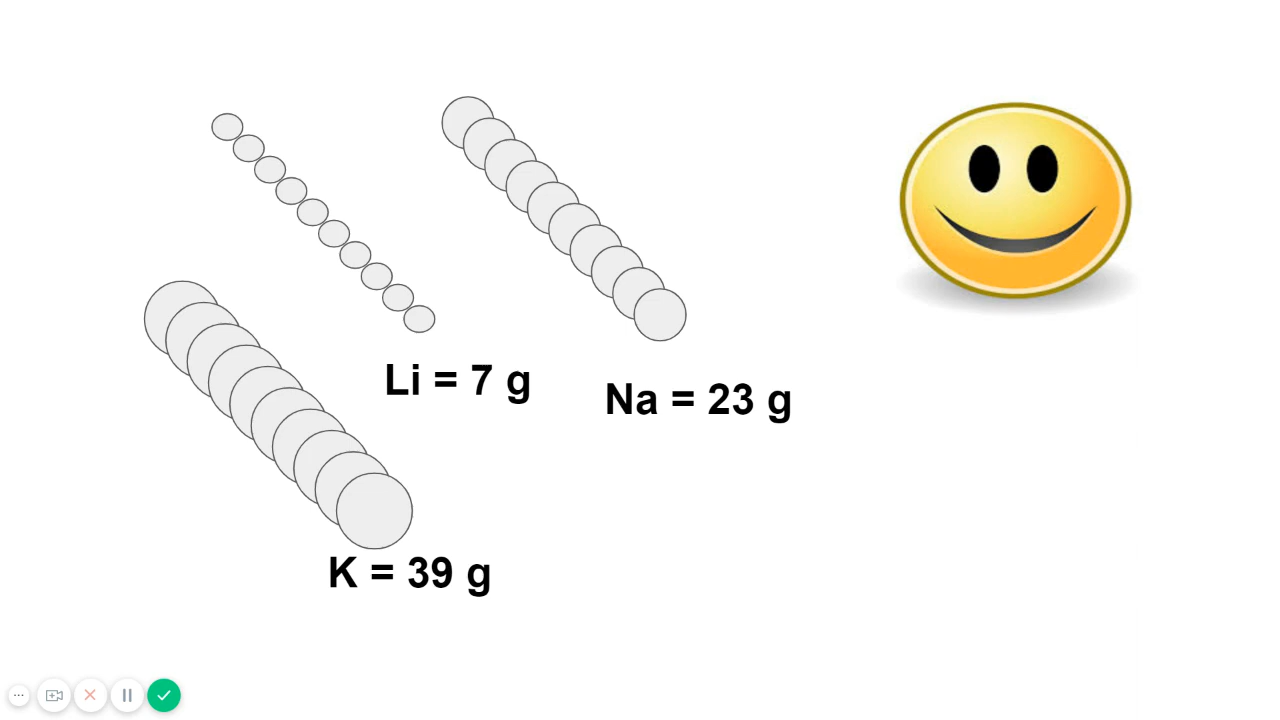 Li = 7 g
Na = 23 g
K = 39 g